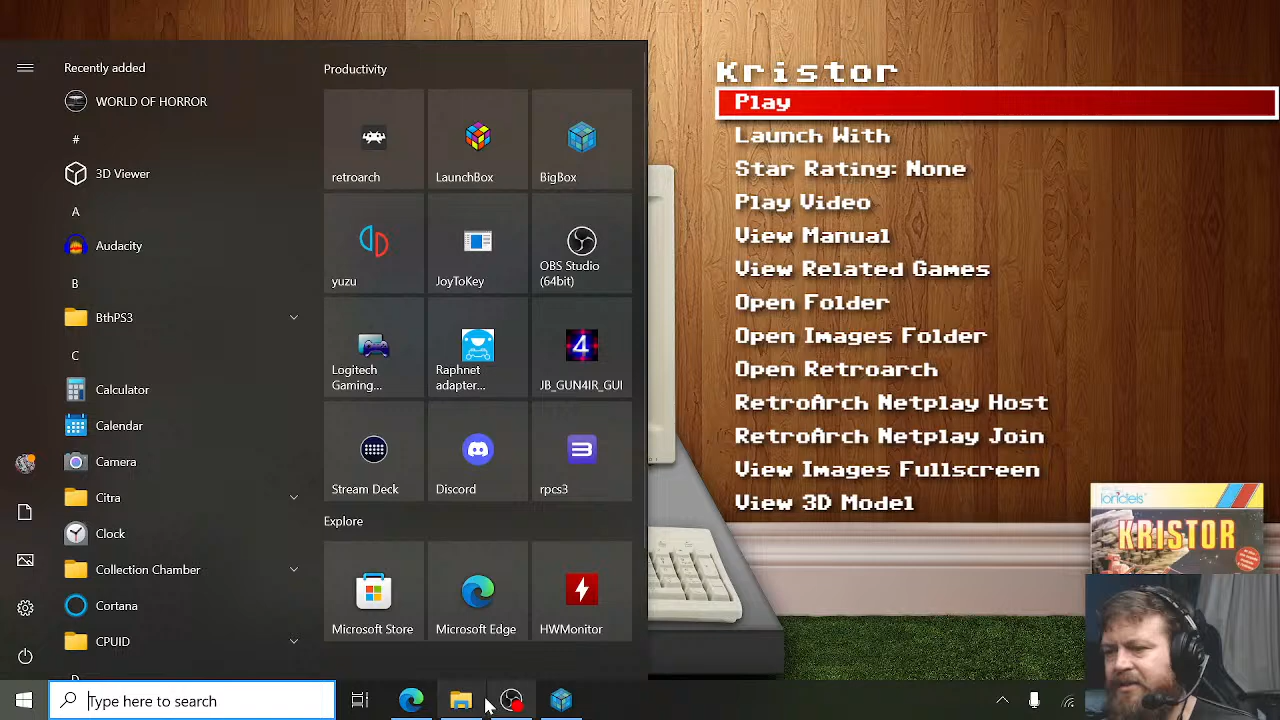 Recently added
WORLD OF HORROR
#
3D Viewer
A
Audacity
B
BthPS3
C
Calculator
Calendar
Camera
Citra
Clock
Collection Chamber
Cortana
CPUID
Productivity
retroarch
LaunchBox
BigBox
yuzu
JoyToKey
OBS Studio
(64bit)
Logitech
Gaming...
Raphnet
adapter...
4
JB_GUN4IR_GUI
Stream Deck
Discord
rpcs3
Explore
Microsoft Store
Microsoft Edge
HWMonitor
Type here to search
Kristor
Play
Launch With
Star Rating: None
Play Video
View Manual
View Related Games
Open Folder
Open Images Folder
Open Retroarch
RetroArch Netplay Host
RetroArch Netplay Join
View Images Fullscreen
View 3D Model
loriciels
KRISTOR